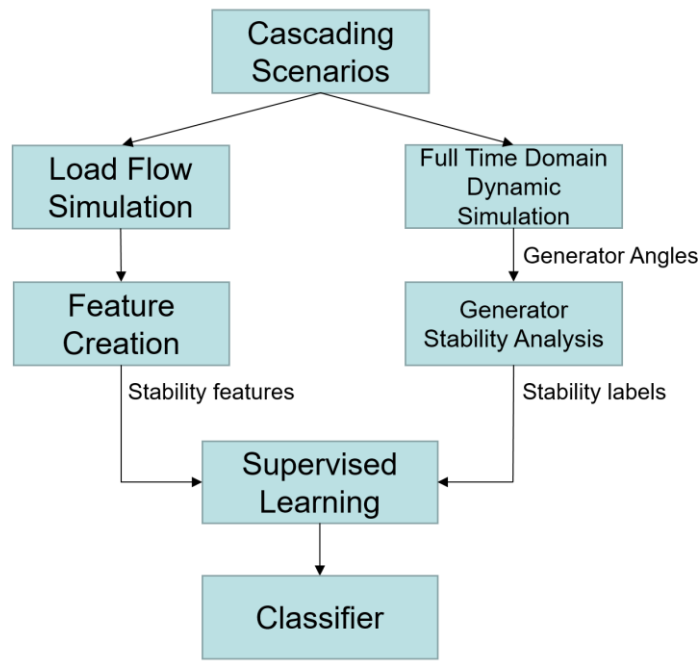 Cascading
Scenarios
Load Flow
Simulation
Full Time Domain
Dynamic
Simulation
Generator Angles
Feature
Creation
Generator
Stability Analysis
Stability features
Stability labels
Supervised
Learning
Classifier